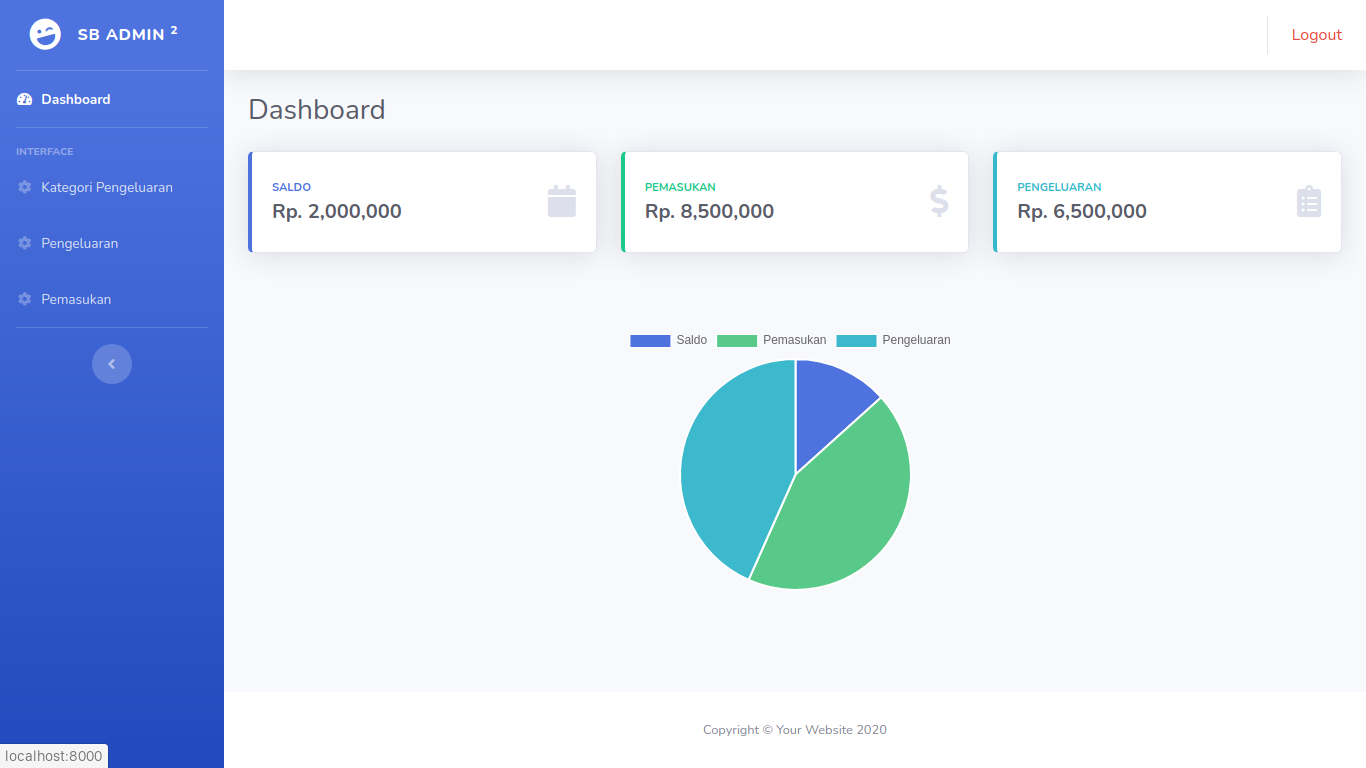 SB ADMIN 2
Logout
Dashboard
INTERFACE
Kategori Pengeluaran
Pengeluaran
Pemasukan
Dashboard
SALDO
Rp. 2,000,000
PEMASUKAN
Rp. 8,500,000
PENGELUARAN
Rp. 6,500,000
Saldo Pemasukan Pengeluaran
Copyright © Your Website 2020
localhost:8000